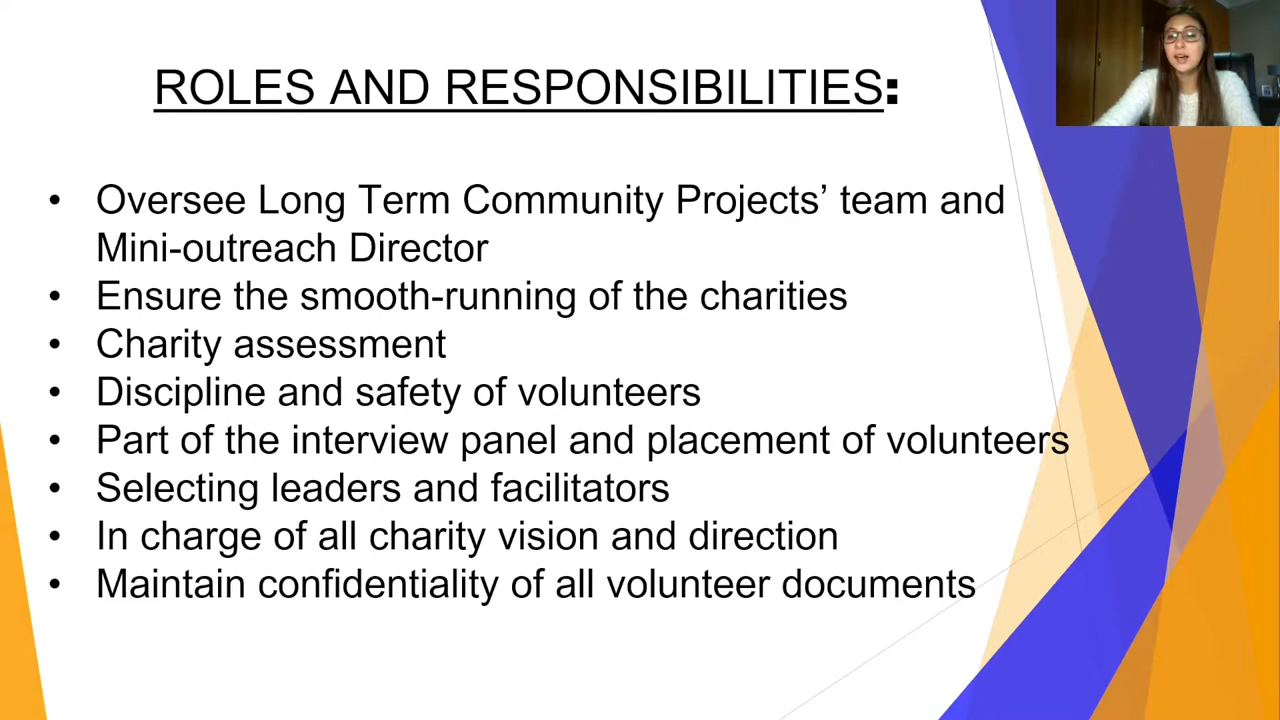 ROLES AND RESPONSIBILITIES:
• Oversee Long Term Community Projects’ team and
Mini-outreach Director
• Ensure the smooth-running of the charities
• Charity assessment
• Discipline and safety of volunteers
• Part of the interview panel and placement of volunteers
• Selecting leaders and facilitators
• In charge of all charity vision and direction
• Maintain confidentiality of all volunteer documents